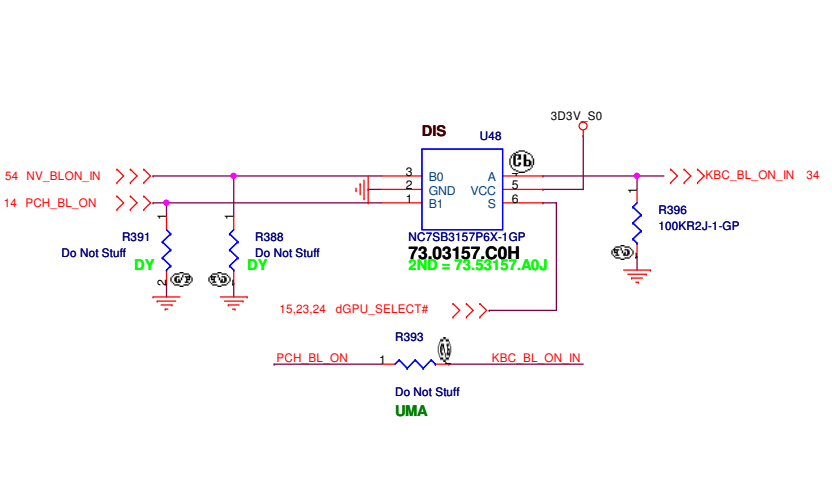 3D3V_S0
DIS
U48
54 NV_BLON_IN
3 B0 A
KBC_BL_ON_IN 34
2 GND VCC 5
14 PCH_BL_ON
1 B1 S 6
1
1
1
R391
Do Not Stuff
DY
2
R388
Do Not Stuff
DY
R396
100KR2J-1-GP
NC7SB3157P6X-1GP
73.03157.C0H
2ND = 73.53157.A0J
15,23,24 dGPU_SELECT#
R393
PCH_BL_ON 1 KBC_BL_ON_IN
Do Not Stuff
UMA